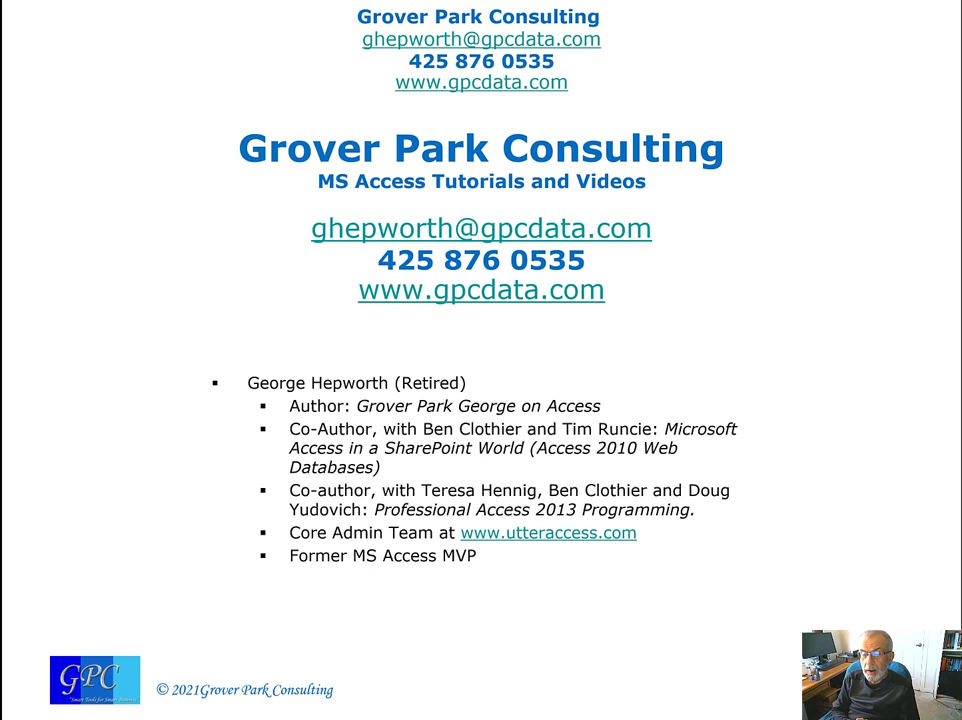 Grover Park Consulting
ghepworth@gpcdata.com
425 876 0535
www.gpcdata.com
Grover Park Consulting
MS Access Tutorials and Videos
ghepworth@gpcdata.com
425 876 0535
www.gpcdata.com
▪ George Hepworth (Retired)
▪ Author: Grover Park George on Access
▪ Co-Author, with Ben Clothier and Tim Runcie: Microsoft
Access in a SharePoint World (Access 2010 Web
Databases)
▪ Co-author, with Teresa Hennig, Ben Clothier and Doug
Yudovich: Professional Access 2013 Programming.
▪ Core Admin Team at www.utteraccess.com
▪ Former MS Access MVP
GPC
© 2021Grover Park Consulting